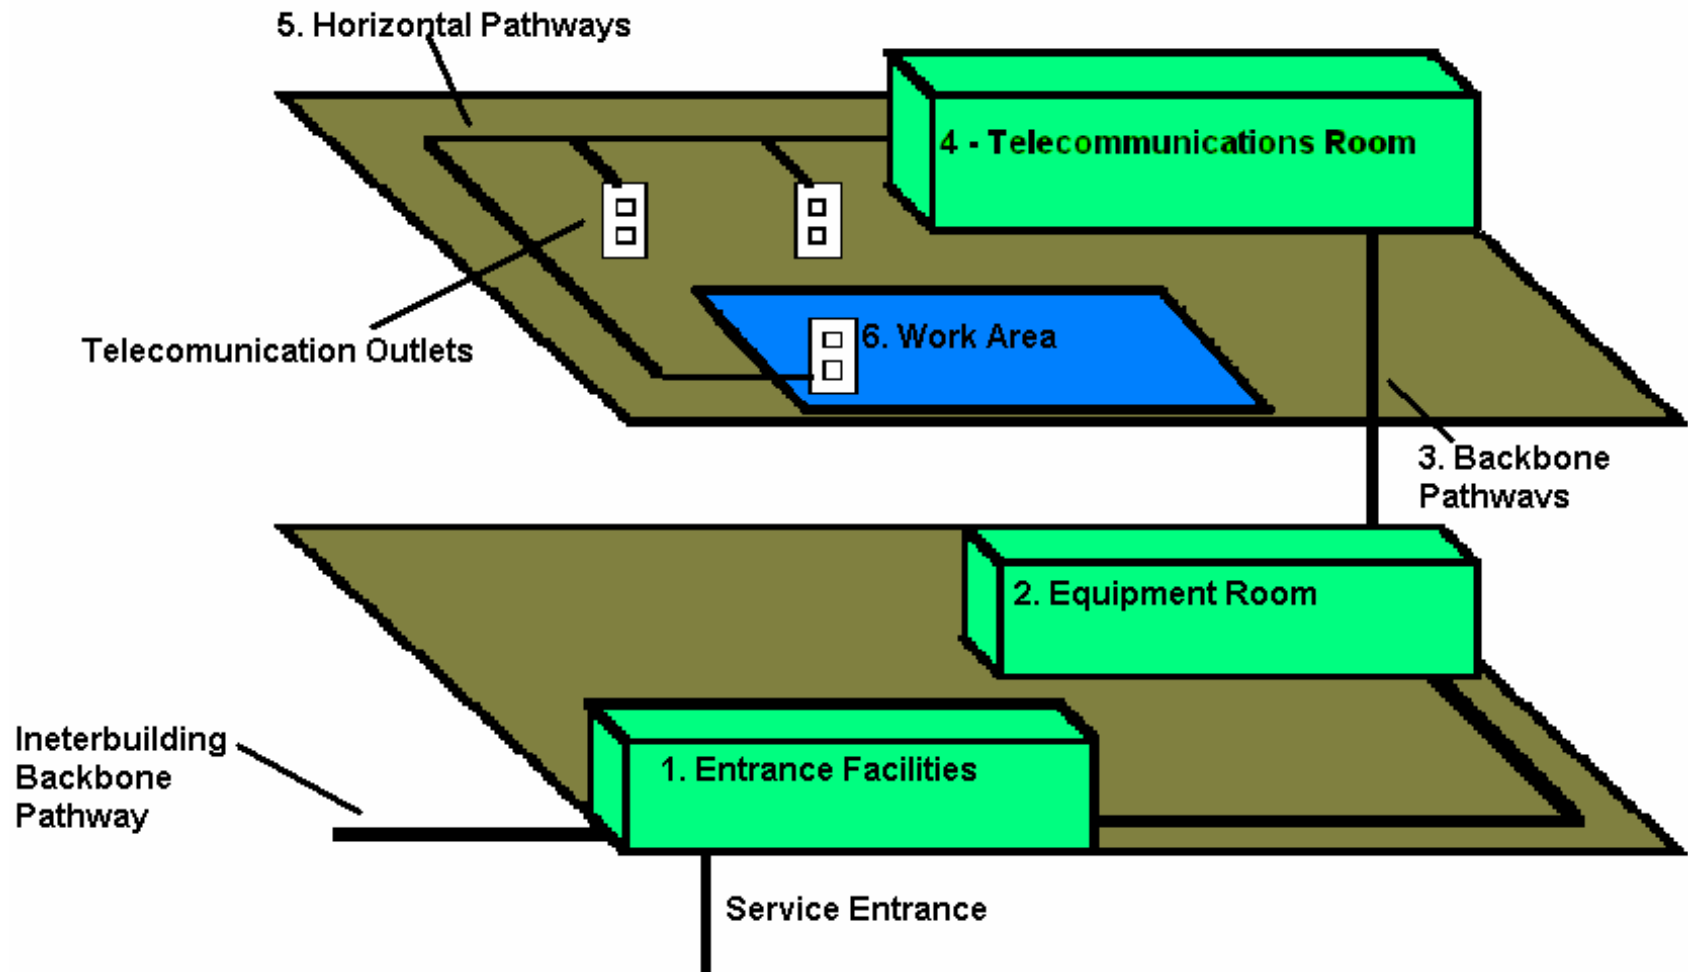 5. Horizontal Pathways
4 - Telecommunications Room
Telecomunication Outlets
6. Work Area
3. Backbone
Pathwavs
2. Equipment Room
Ineterbuilding
Backbone
Pathway
1. Entrance Facilities
Service Entrance